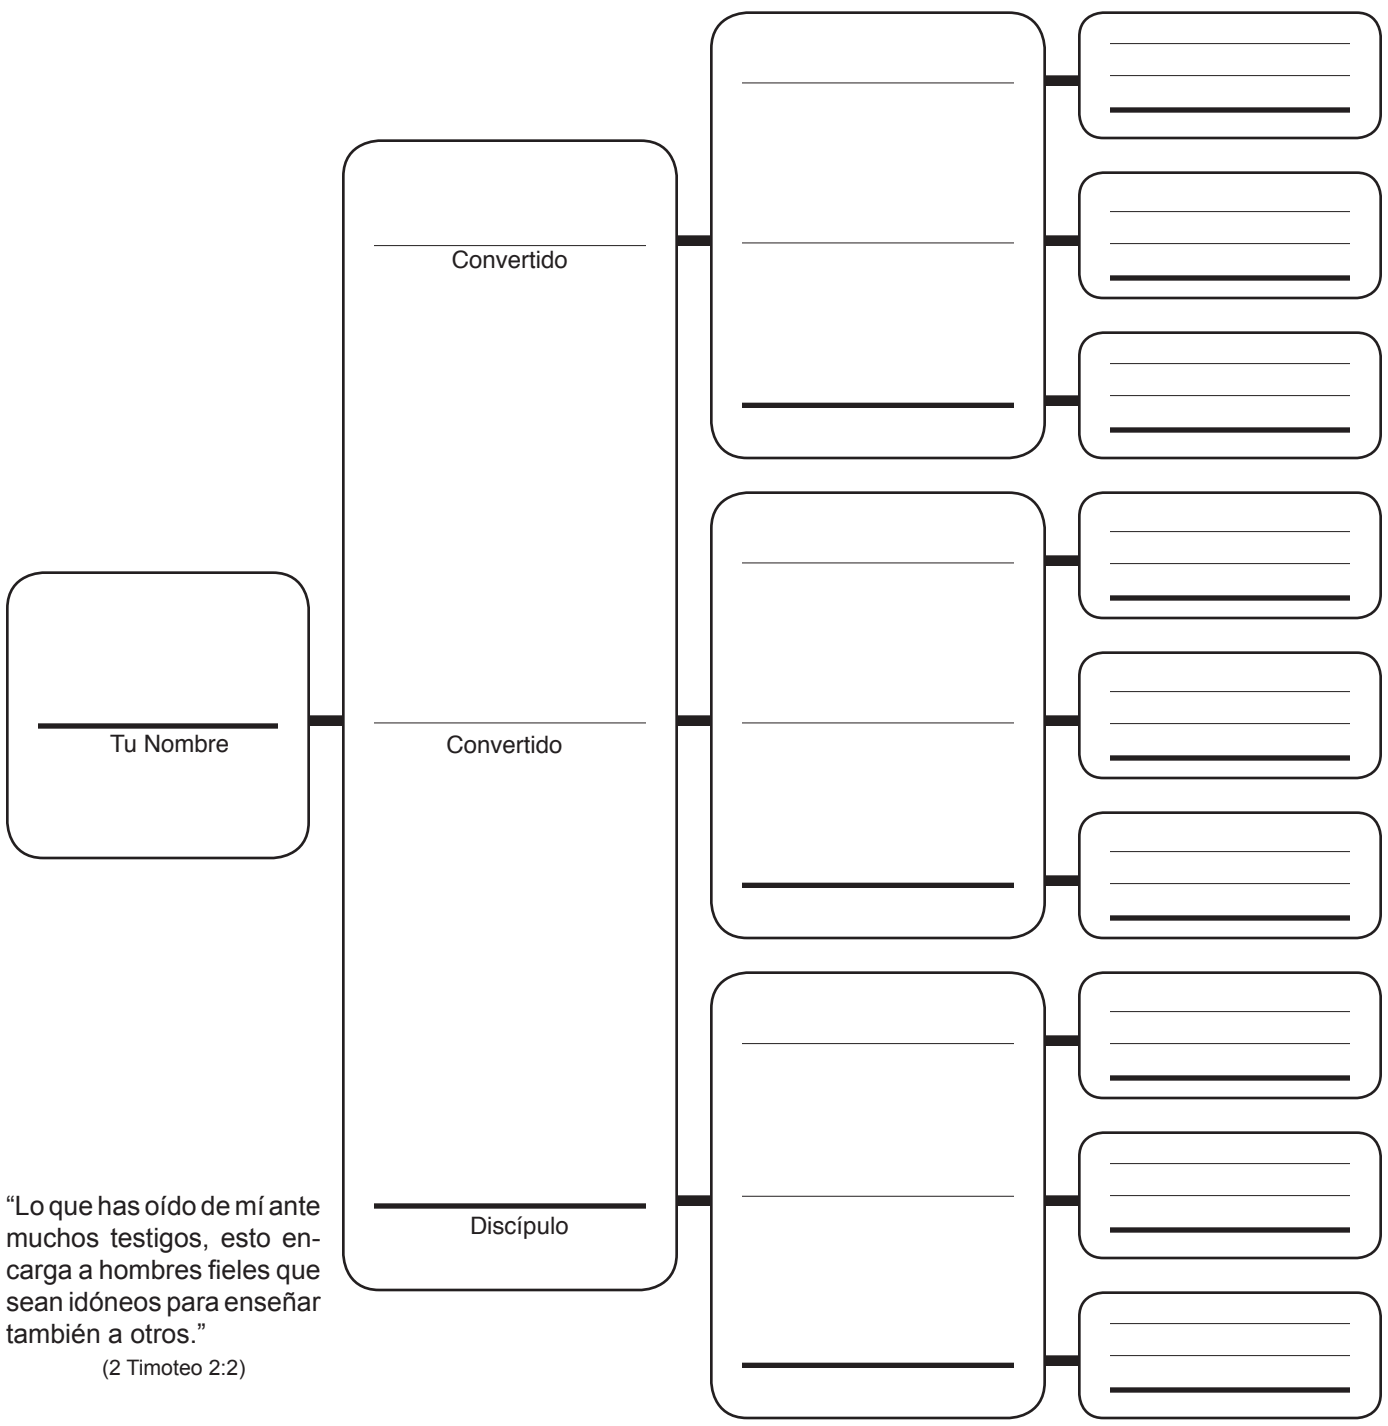 Convertido
Tu Nombre
Convertido
Discípulo
“Lo que has oído de mí ante
muchos testigos, esto en-
carga a hombres fieles que
sean idóneos para enseñar
también a otros.”
(2 Timoteo 2:2)